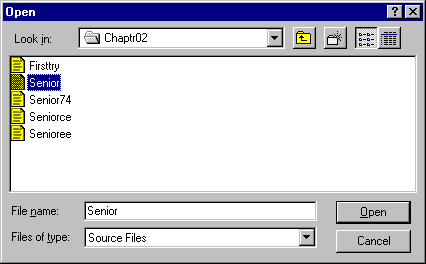 Open
Look in: Chaptr02
Firsttry
Senior
Senior74
Seniorce
Senioree
File name: Senior Open
Files of type: Source Files Cancel